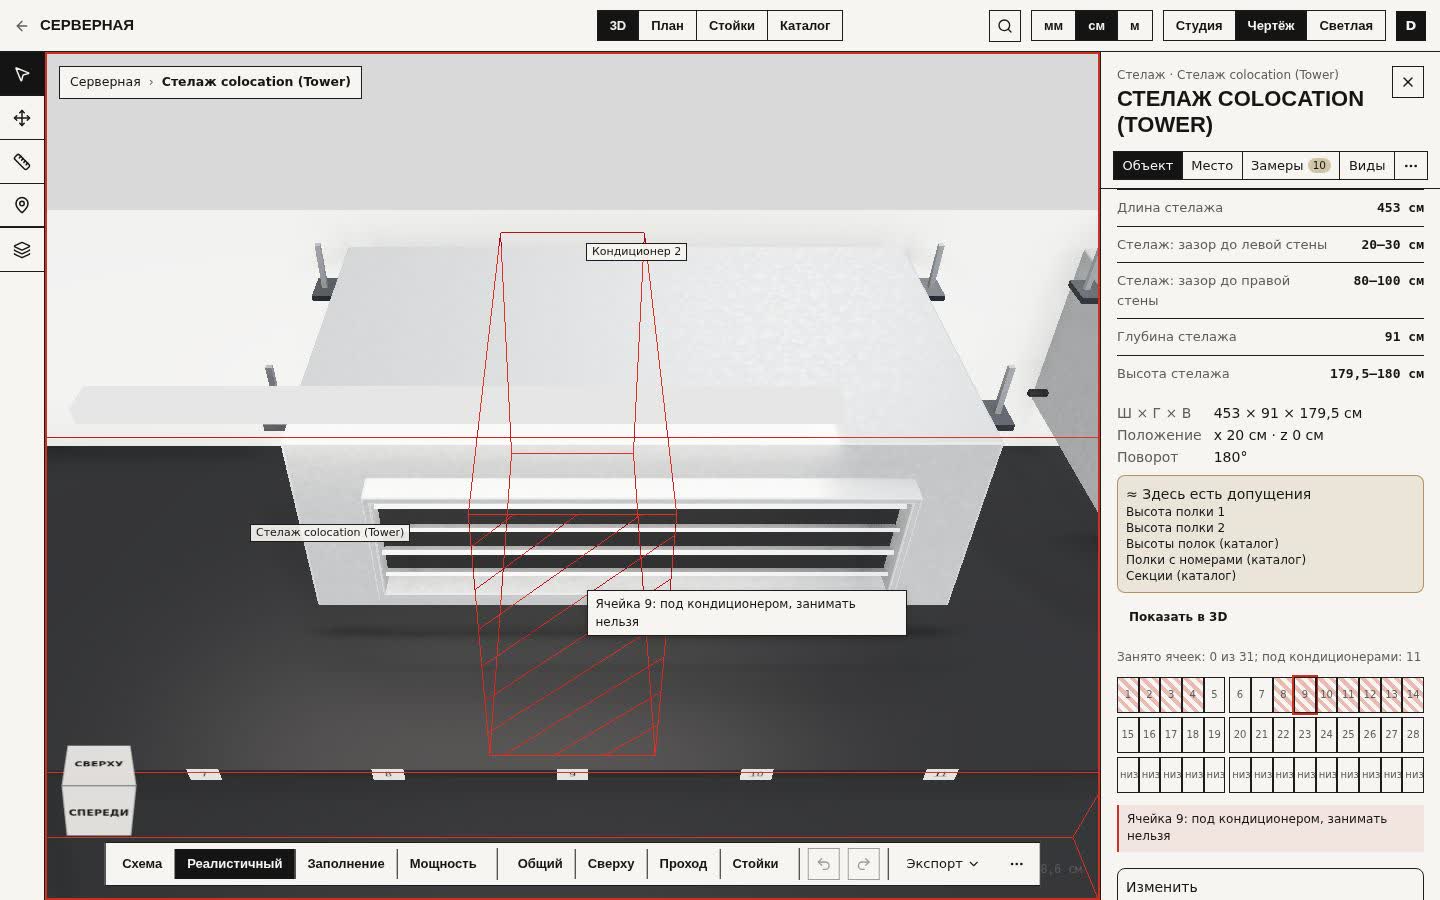 СЕРВЕРНАЯ
3D План Стойки Каталог
мм см м
Студия Чертёж Светлая
D
Серверная › Стелаж colocation (Tower)
Кондиционер 2
Стелаж colocation (Tower)
Ячейка 9: под кондиционером, занимать
нельзя
СВЕРХУ
СПЕРЕДИ
7 8 9 10 11
Схема Реалистичный Заполнение Мощность Общий Сверху Проход Стойки Экспорт
8,6 см
Стелаж · Стелаж colocation (Tower)
СТЕЛАЖ COLOCATION
(TOWER)
Объект Место Замеры 10 Виды
Длина стелажа 453 см
Стелаж: зазор до левой стены 20–30 см
Стелаж: зазор до правой 80–100 см
стены
Глубина стелажа 91 см
Высота стелажа 179,5–180 см
Ш × Г × В 453 × 91 × 179,5 см
Положение x 20 см · z 0 см
Поворот 180°
≈ Здесь есть допущения
Высота полки 1
Высота полки 2
Высоты полок (каталог)
Полки с номерами (каталог)
Секции (каталог)
Показать в 3D
Занято ячеек: 0 из 31; под кондиционерами: 11
1 2 3 4 5 6 7 8 9 10 11 12 13 14
15 16 17 18 19 20 21 22 23 24 25 26 27 28
низ низ низ низ низ низ низ низ низ низ низ низ низ низ
Ячейка 9: под кондиционером, занимать
нельзя
Изменить